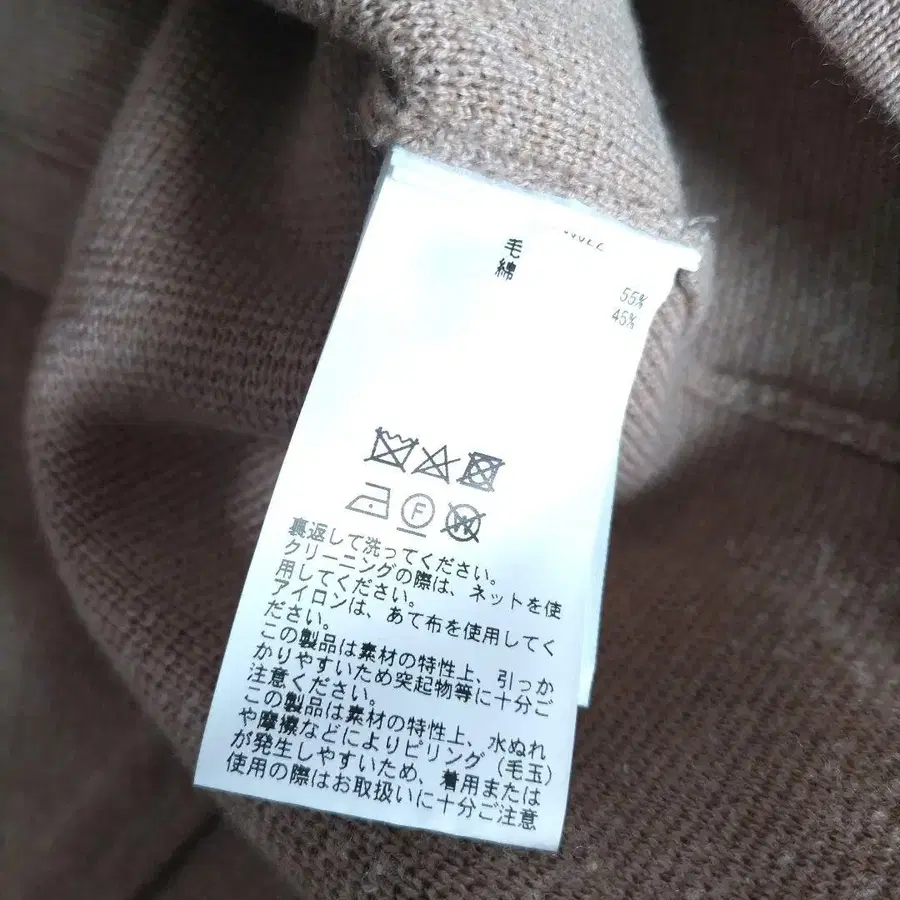 毛 55%
綿 45%
F
W
裏返して洗ってください。
クリーニングの際は、ネットを使
用してください。
アイロンは、あて布を使用してく
ださい。
この製品は素材の特性上、引っか
かりやすいため突起物等に十分ご
注意ください。
この製品は素材の特性上、水ぬれ
や摩擦などによりピリング（毛玉）
が発生しやすいため、着用または
使用の際はお取扱いに十分ご注意